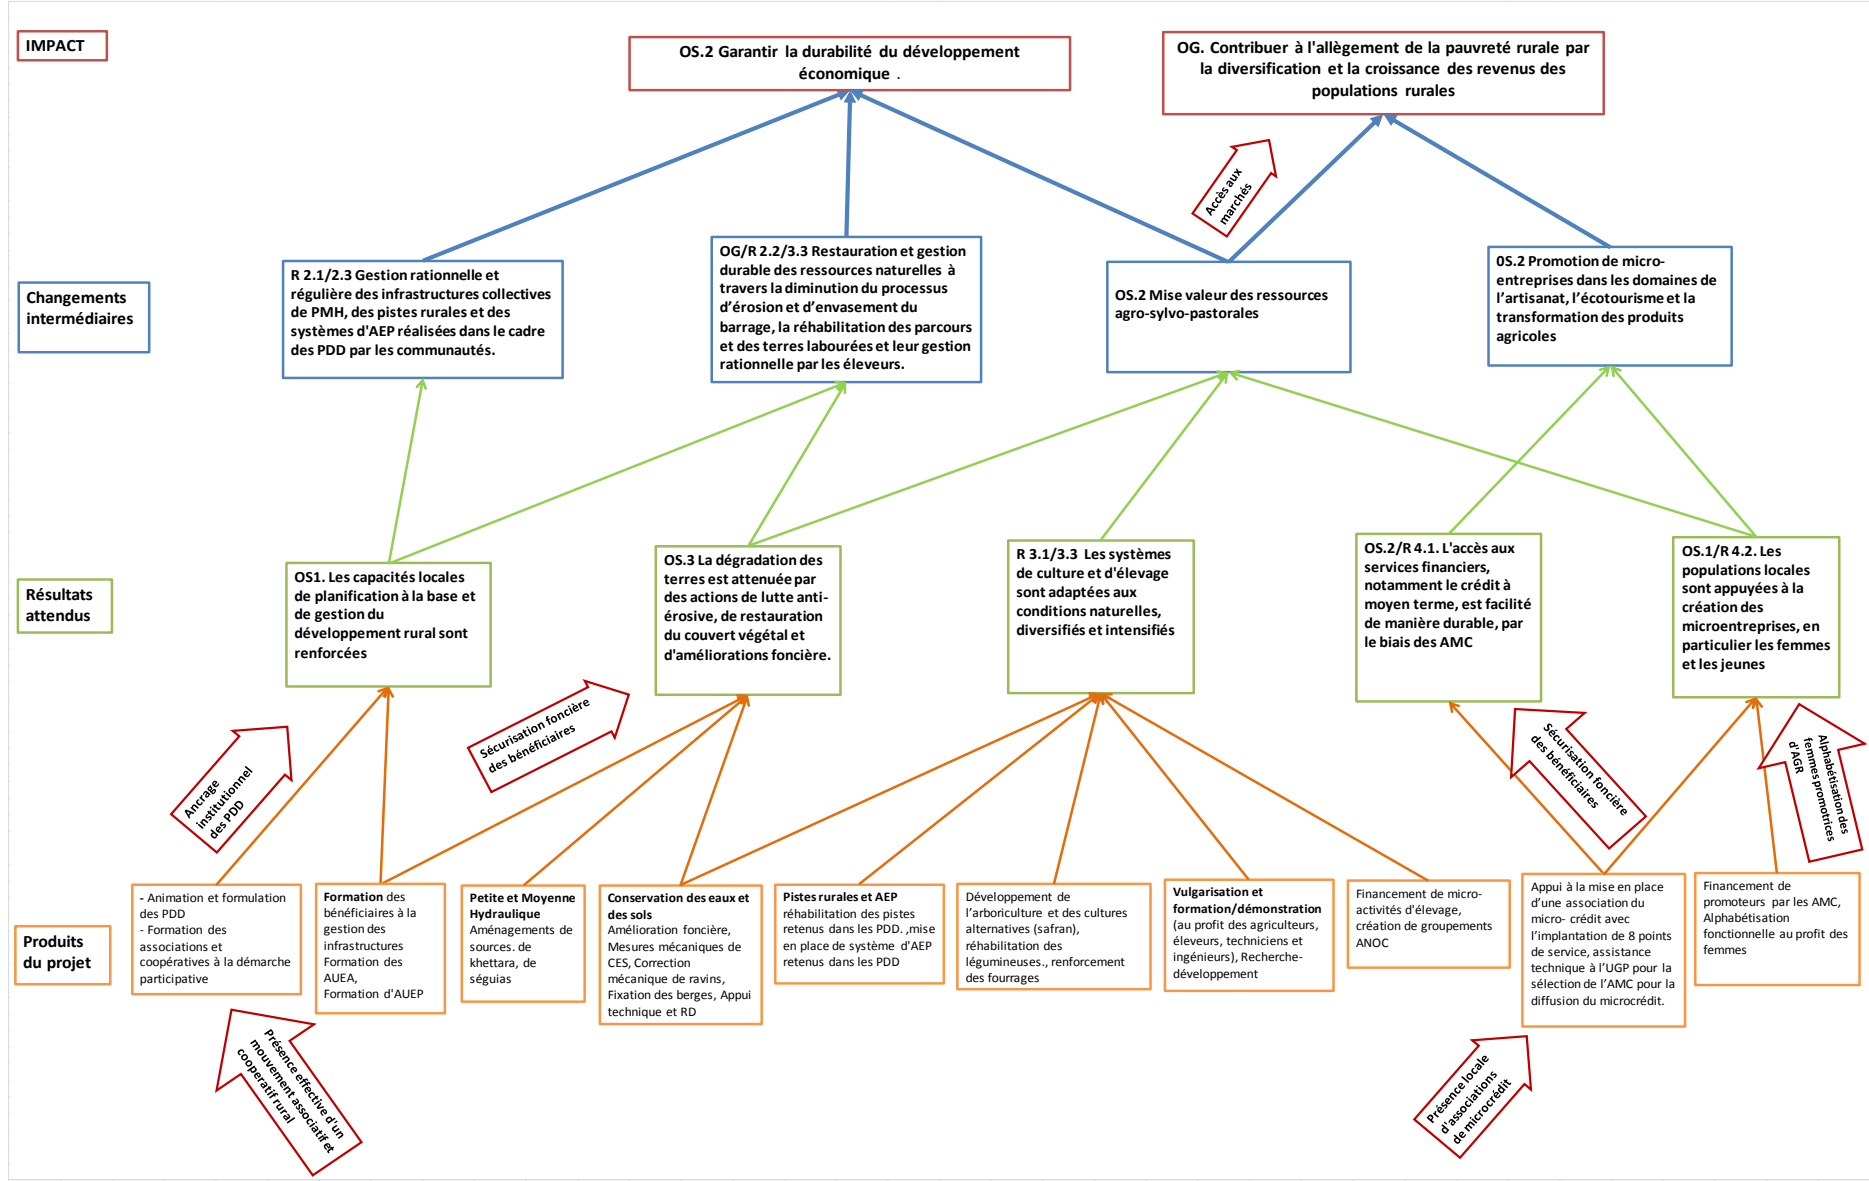 IMPACT
OS.2 Garantir la durabilité du développement
économique .
OG. Contribuer à l'allègement de la pauvreté rurale par
la diversification et la croissance des revenus des
populations rurales
Accès aux
marchés
Changements
intermédiaires
R 2.1/2.3 Gestion rationnelle et
régulière des infrastructures collectives
de PMH, des pistes rurales et des
systèmes d'AEP réalisées dans le cadre
des PDD par les communautés.
OG/R 2.2/3.3 Restauration et gestion
durable des ressources naturelles à
travers la diminution du processus
d'érosion et d'envasement du
barrage, la réhabilitation des parcours
et des terres labourées et leur gestion
rationnelle par les éleveurs.
OS.2 Mise valeur des ressources
agro-sylvo-pastorales
0S.2 Promotion de micro-
entreprises dans les domaines de
l'artisanat, l'écotourisme et la
transformation des produits
agricoles
Résultats
attendus
OS1. Les capacités locales
de planification à la base et
de gestion du
développement rural sont
renforcées
OS.3 La dégradation des
terres est attenuée par
des actions de lutte anti-
érosive, de restauration
du couvert végétal et
d'améliorations foncière.
R 3.1/3.3 Les systèmes
de culture et d'élevage
sont adaptées aux
conditions naturelles,
diversifiés et intensifiés
OS.2/R 4.1. L'accès aux
services financiers,
notamment le crédit à
moyen terme, est facilité
de manière durable, par
le biais des AMC
OS.1/R 4.2. Les
populations locales
sont appuyées à la
création des
microentreprises, en
particulier les femmes
et les jeunes
Ancrage
institutionnel
des PDD
Sécurisation foncière
des bénéficiaires
Sécurisation foncière
des bénéficiaires
Alphabétisation des
femmes promotrices
d'AGR
Produits
du projet
- Animation et formulation
des PDD
- Formation des
associations et
coopératives à la démarche
participative
Formation des
bénéficiaires à la
gestion des
infrastructures
Formation des
AUEA,
Formation d'AUEP
Petite et Moyenne
Hydraulique
Aménagements de
sources. de
khettara, de
séguias
Conservation des eaux et
des sols
Amélioration foncière,
Mesures mécaniques de
CES, Correction
mécanique de ravins,
Fixation des berges, Appui
technique et RD
Pistes rurales et AEP
réhabilitation des pistes
retenus dans les PDD. ,mise
en place de système d'AEP
retenus dans les PDD
Développement de
l'arboriculture et des cultures
alternatives (safran),
réhabilitation des
légumineuses., renforcement
des fourrages
Vulgarisation et
formation/démonstration
(au profit des agriculteurs,
éleveurs, techniciens et
ingénieurs), Recherche-
développement
Financement de micro-
activités d'élevage,
création de groupements
ANOC
Appui à la mise en place
d'une association du
micro- crédit avec
l'implantation de 8 points
de service, assistance
technique à l'UGP pour la
sélection de l'AMC pour la
diffusion du microcrédit.
Financement de
promoteurs par les AMC,
Alphabétisation
fonctionnelle au profit des
femmes
Présence effective d'un
mouvement associatif et
cooperatif rural
Présence locale
d'associations
de microcrédit